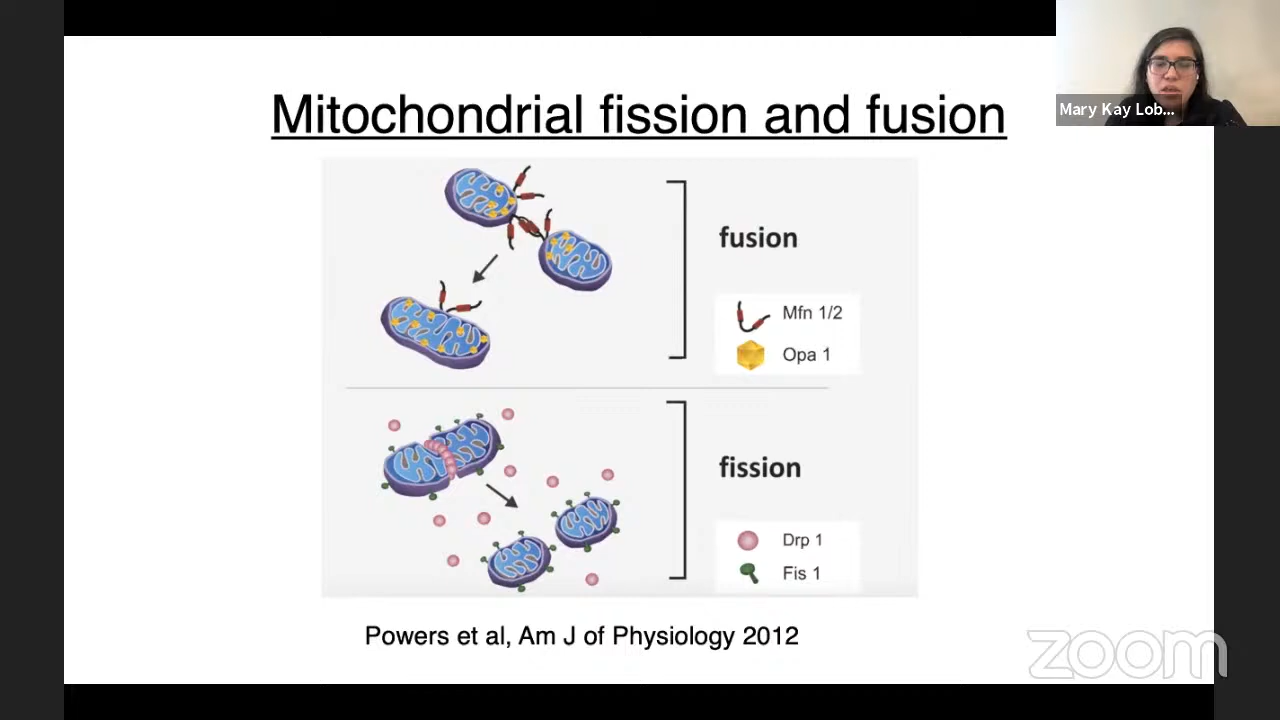 Mitochondrial fission and fusion
Mary Kay Lob...
fusion
Mfn 1/2
Opa 1
fission
Drp 1
Fis 1
Powers et al, Am J of Physiology 2012
zoom